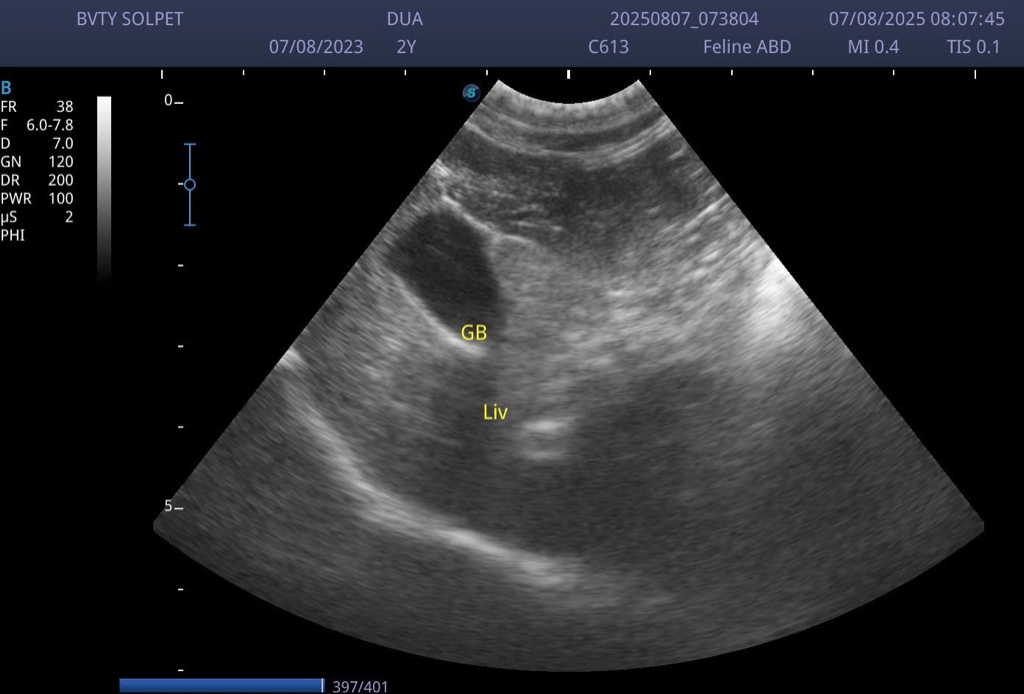 BVTY SOLPET DUA 20250807_073804 07/08/2025 08:07:45
07/08/2023 2Y C613 Feline ABD MI 0.4 TIS 0.1
B
FR 38
F 6.0-7.8
D 7.0
GN 120
DR 200
PWR 100
µS 2
PHI
0
S
GB
Liv
5
397/401